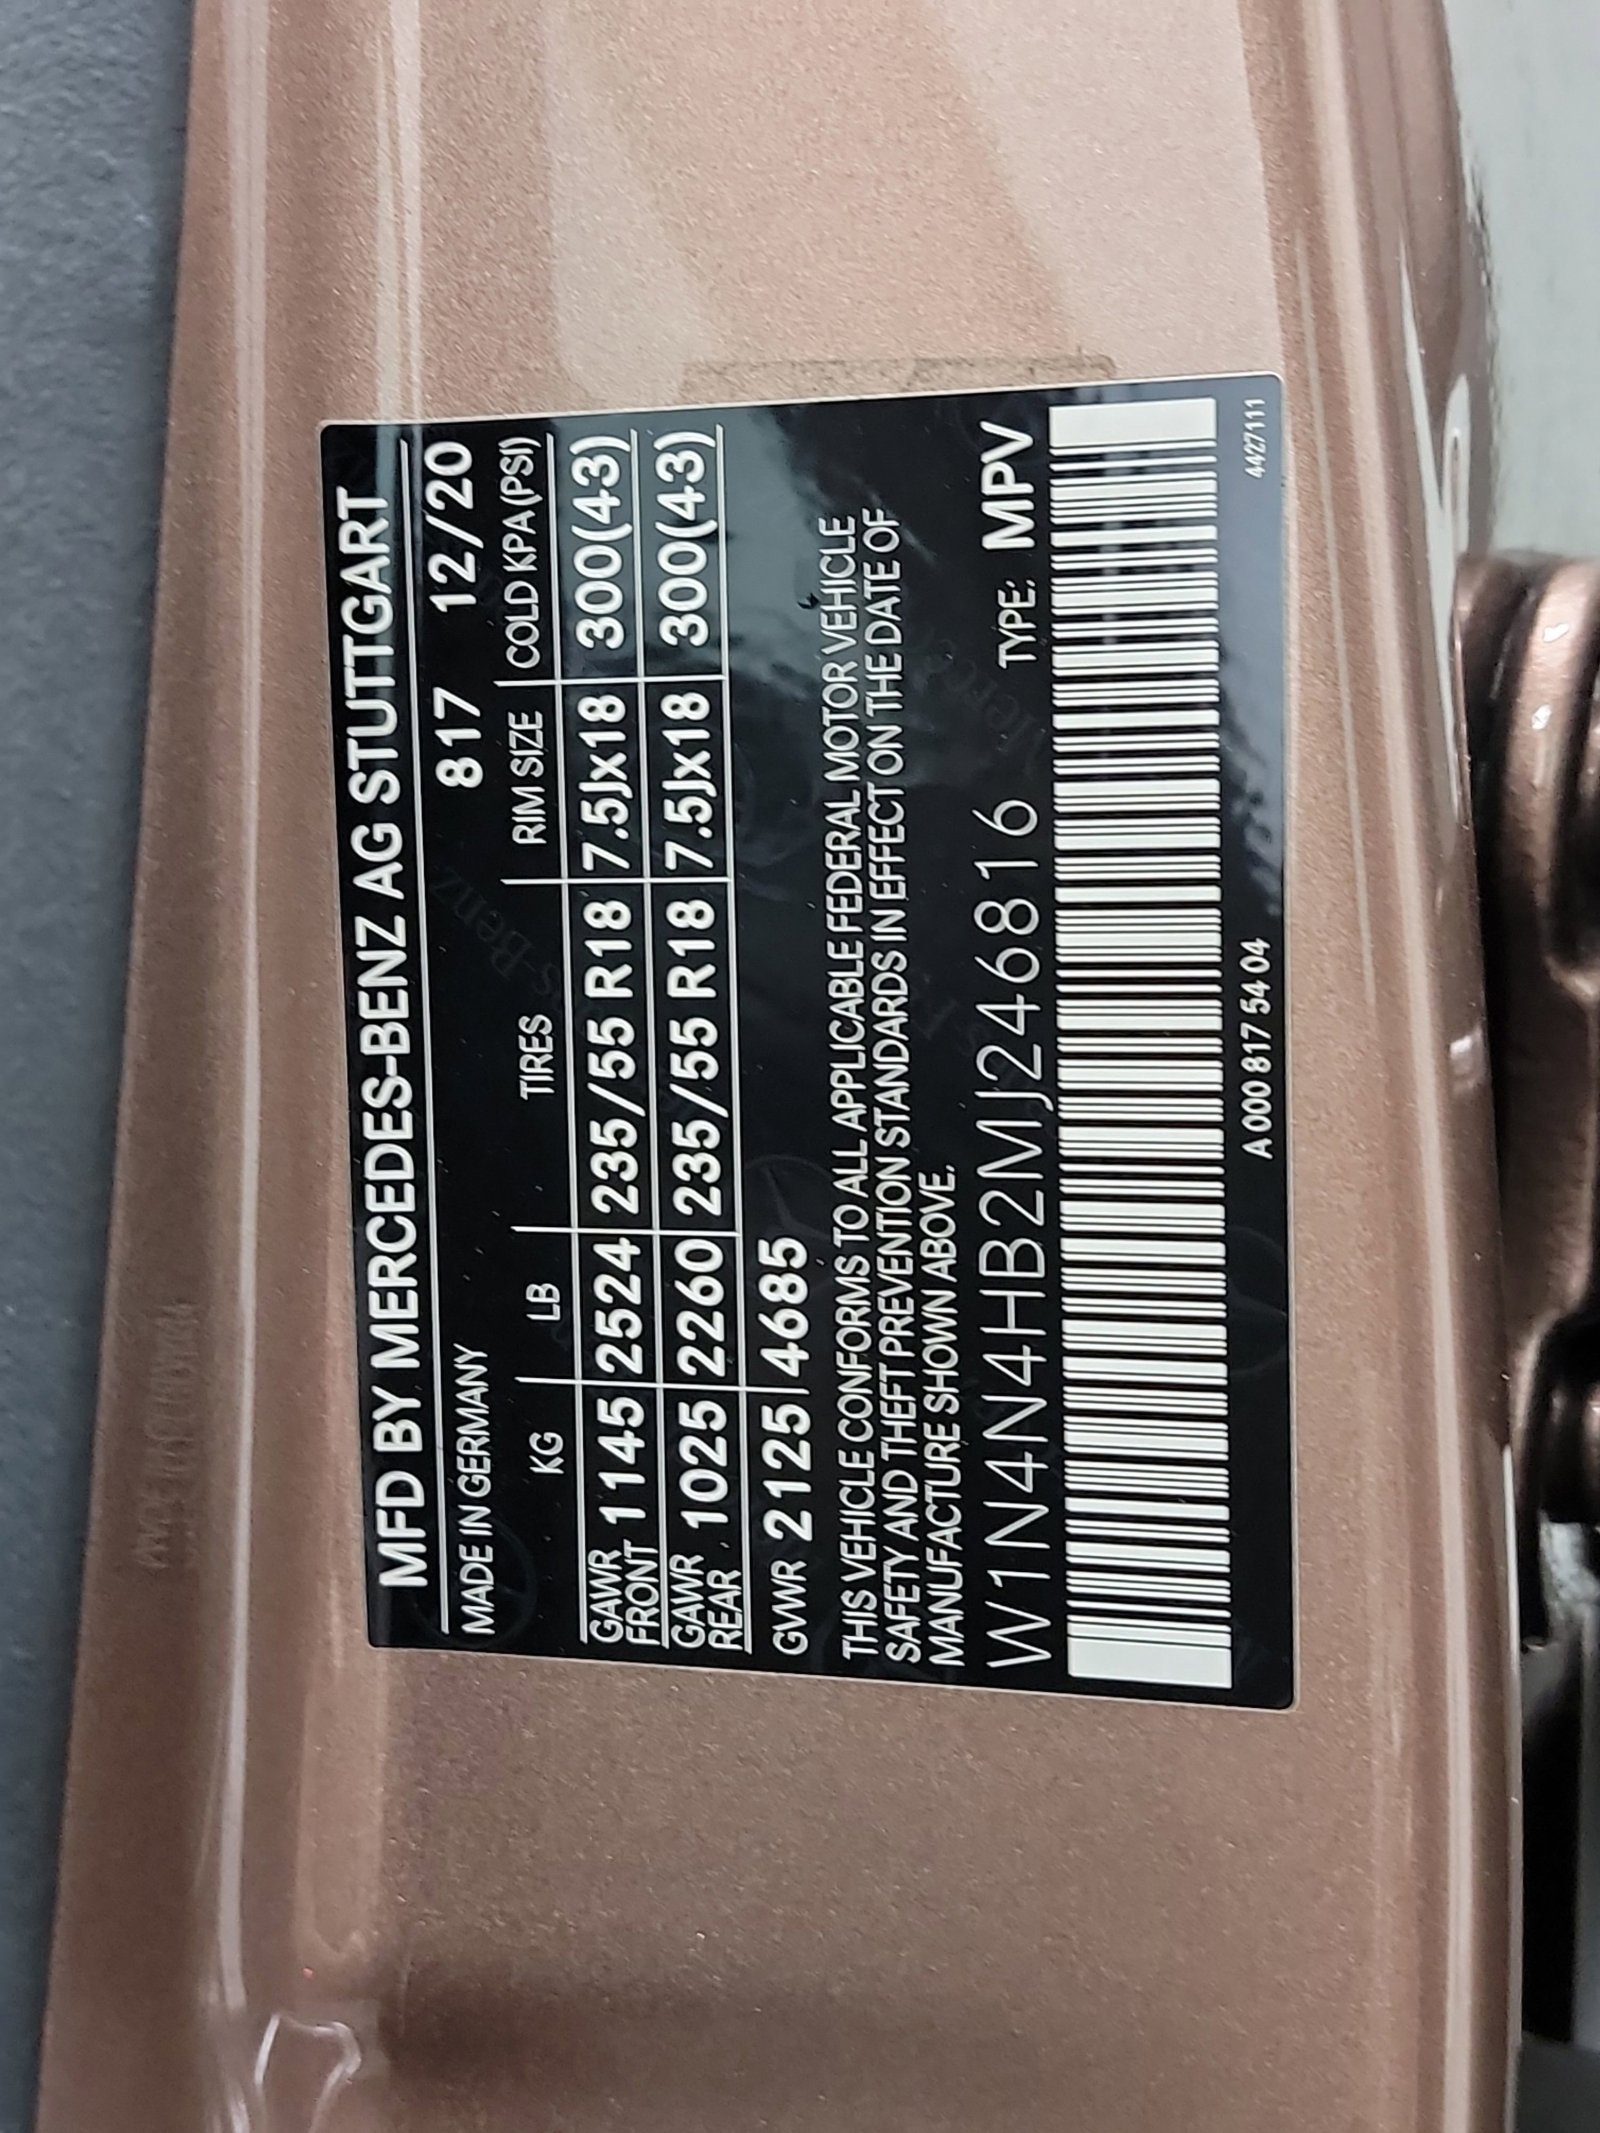 MFD BY MERCEDES-BENZ AG STUTTGART
MADE IN GERMANY 817 12/20
KG LB TIRES RIM SIZE COLD KPA(PSI)
GAWR FRONT 1145 2524 235/55 R18 7.5Jx18 300(43)
GAWR REAR 1025 2260 235/55 R18 7.5Jx18 300(43)
GVWR 2125 4685
THIS VEHICLE CONFORMS TO ALL APPLICABLE FEDERAL MOTOR VEHICLE
SAFETY AND THEFT PREVENTION STANDARDS IN EFFECT ON THE DATE OF
MANUFACTURE SHOWN ABOVE.
W1N4N4HB2MJ246816 TYPE: MPV
A 000 817 54 04 4427111